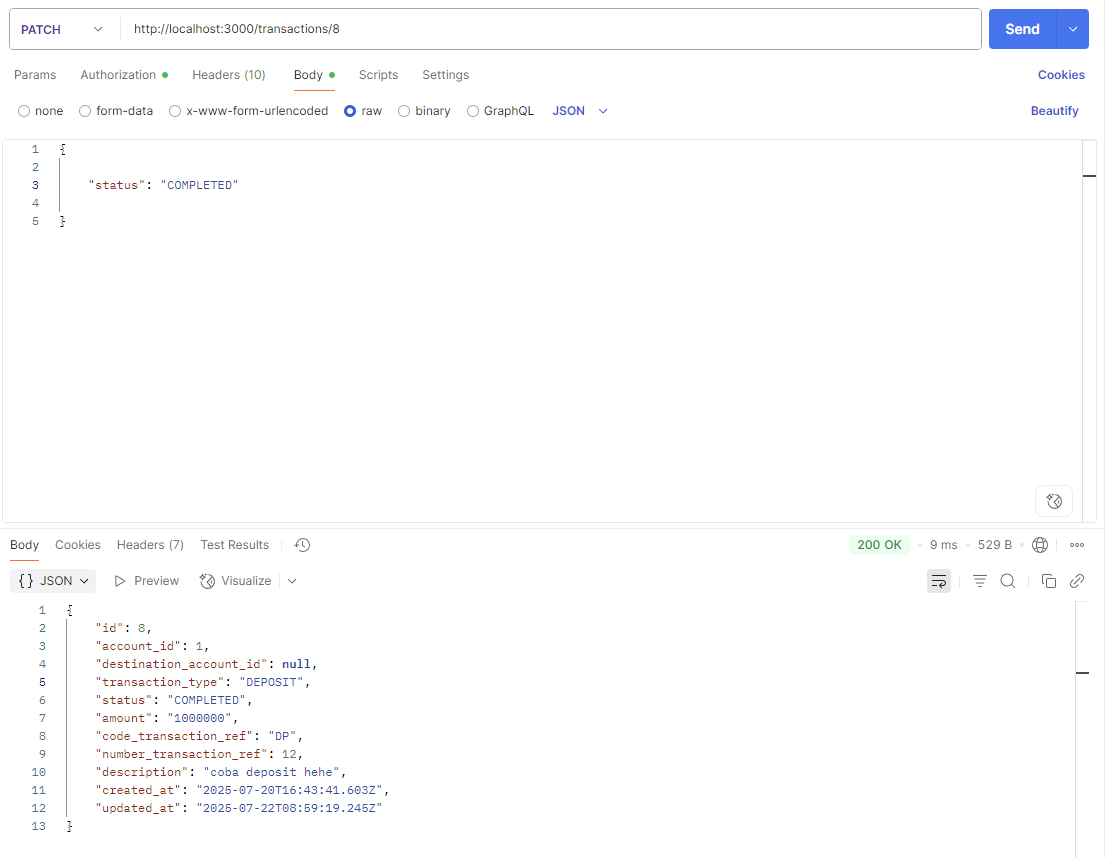 PATCH http://localhost:3000/transactions/8 Send
Params Authorization Headers (10) Body Scripts Settings Cookies
none form-data x-www-form-urlencoded raw binary GraphQL JSON Beautify
1 {
2
3 "status": "COMPLETED"
4
5 }
Body Cookies Headers (7) Test Results 200 OK 9 ms 529 B
{} JSON Preview Visualize
1 {
2 "id": 8,
3 "account_id": 1,
4 "destination_account_id": null,
5 "transaction_type": "DEPOSIT",
6 "status": "COMPLETED",
7 "amount": "1000000",
8 "code_transaction_ref": "DP",
9 "number_transaction_ref": 12,
10 "description": "coba deposit hehe",
11 "created_at": "2025-07-20T16:43:41.603Z",
12 "updated_at": "2025-07-22T08:59:19.245Z"
13 }